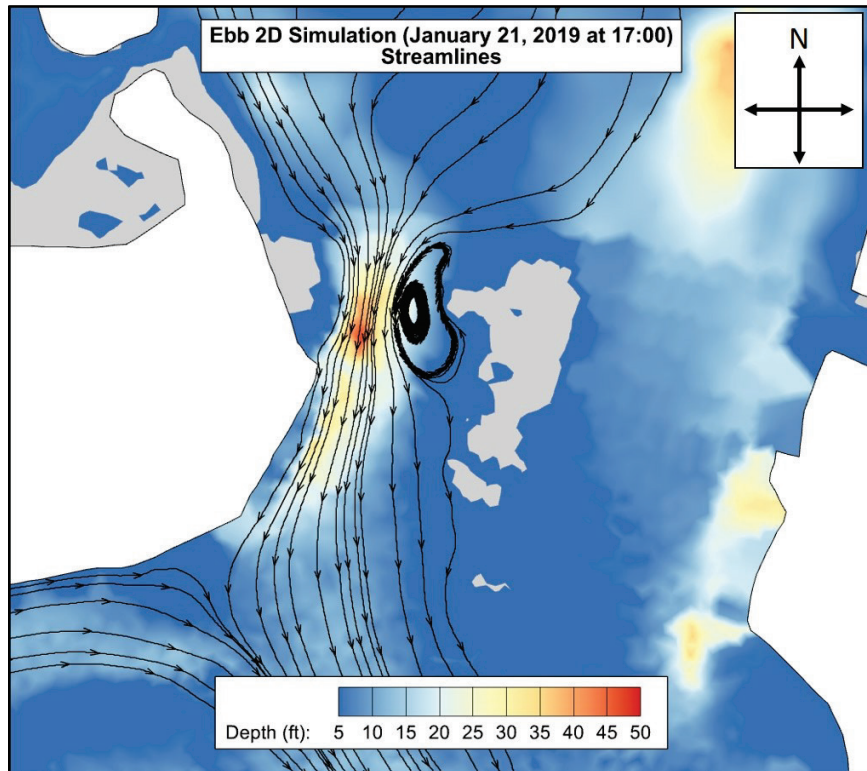 Ebb 2D Simulation (January 21, 2019 at 17:00)
Streamlines
N
Depth (ft): 5 10 15 20 25 30 35 40 45 50